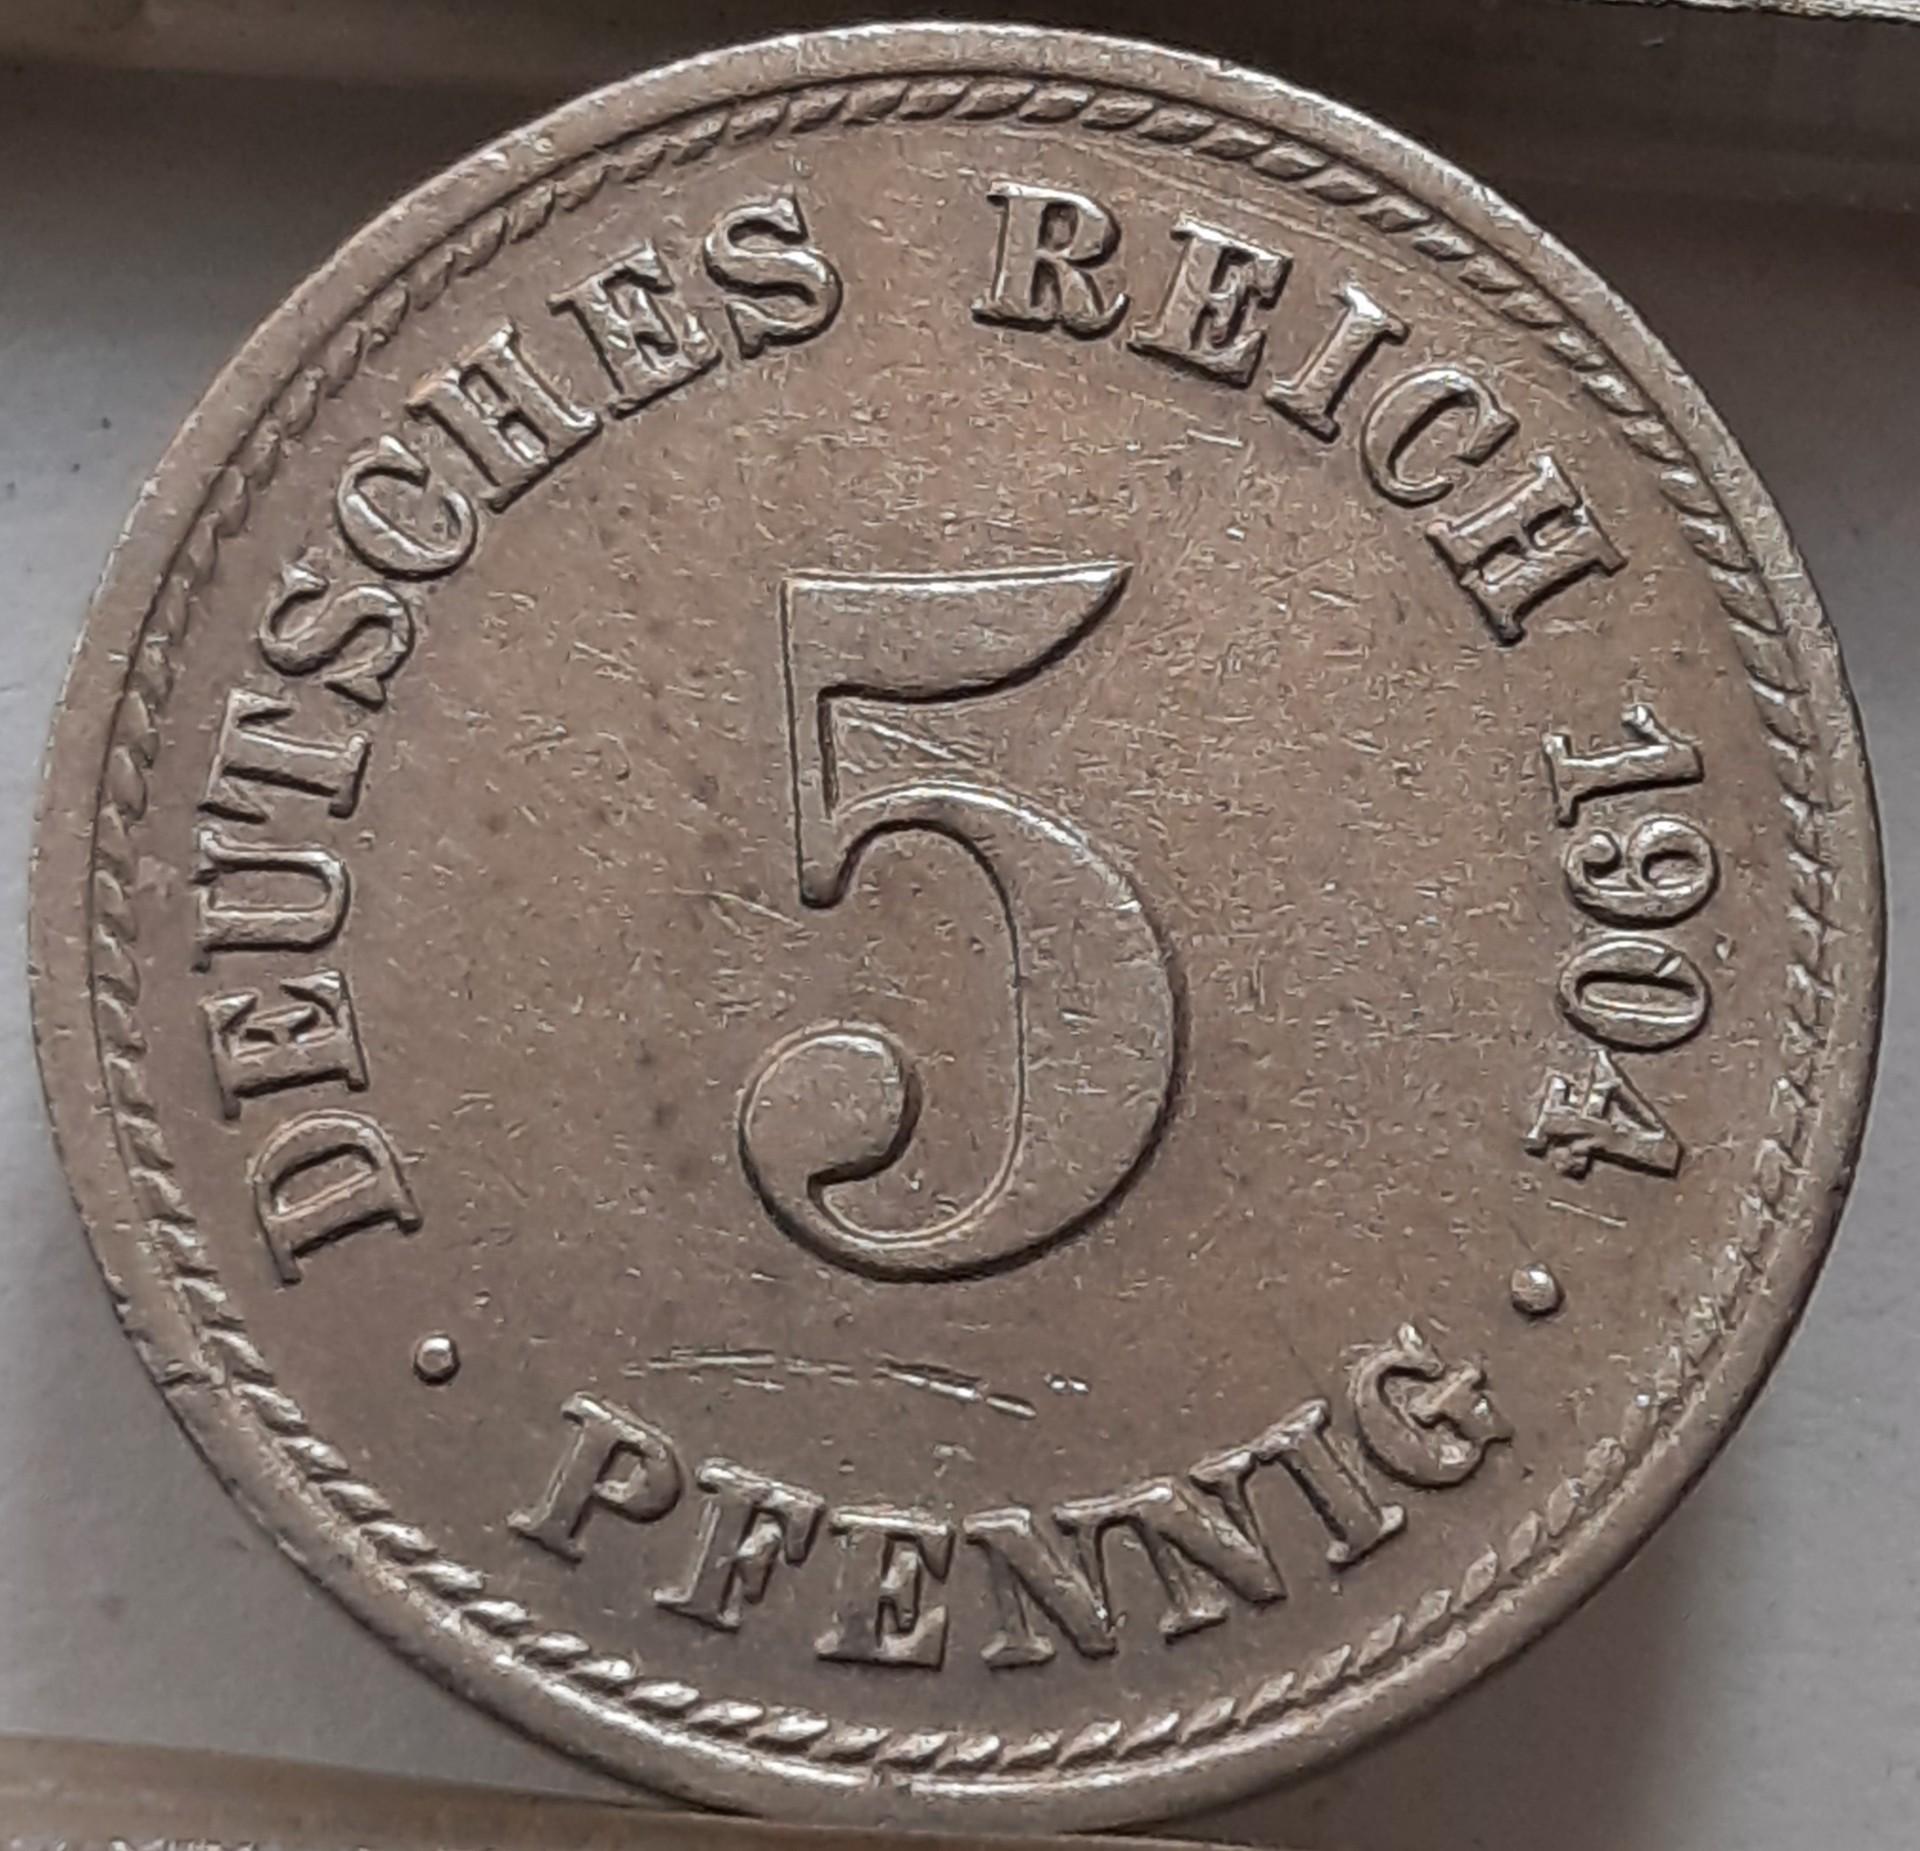 DEUTSCHES REICH 1904
5
· PFENNIG ·